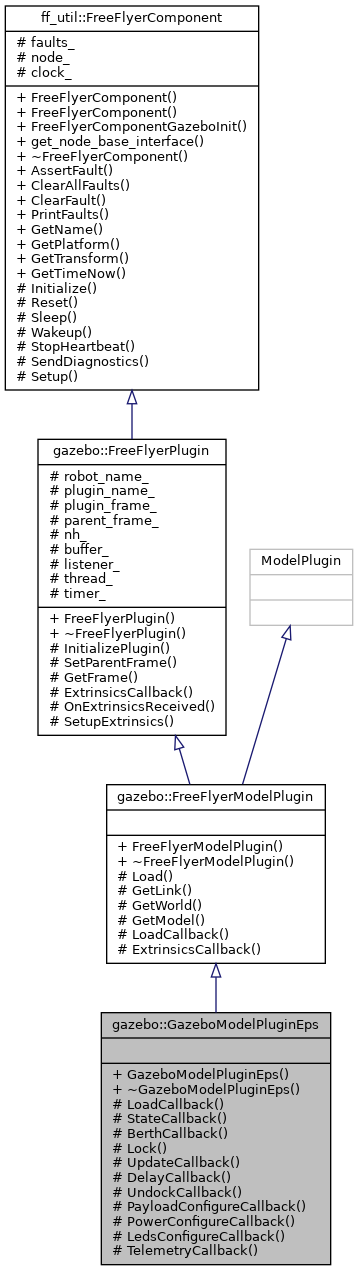 ff_util::FreeFlyerComponent
# faults_
# node_
# clock_
+ FreeFlyerComponent()
+ FreeFlyerComponent()
+ FreeFlyerComponentGazeboInit()
+ get_node_base_interface()
+ ~FreeFlyerComponent()
+ AssertFault()
+ ClearAllFaults()
+ ClearFault()
+ PrintFaults()
+ GetName()
+ GetPlatform()
+ GetTransform()
+ GetTimeNow()
# Initialize()
# Reset()
# Sleep()
# Wakeup()
# StopHeartbeat()
# SendDiagnostics()
# Setup()
gazebo::FreeFlyerPlugin
# robot_name_
# plugin_name_
# plugin_frame_
# parent_frame_
# nh_
# buffer_
# listener_
# thread_
# timer_
+ FreeFlyerPlugin()
+ ~FreeFlyerPlugin()
# InitializePlugin()
# SetParentFrame()
# GetFrame()
# ExtrinsicsCallback()
# OnExtrinsicsReceived()
# SetupExtrinsics()
ModelPlugin
gazebo::FreeFlyerModelPlugin
+ FreeFlyerModelPlugin()
+ ~FreeFlyerModelPlugin()
# Load()
# GetLink()
# GetWorld()
# GetModel()
# LoadCallback()
# ExtrinsicsCallback()
gazebo::GazeboModelPluginEps
+ GazeboModelPluginEps()
+ ~GazeboModelPluginEps()
# LoadCallback()
# StateCallback()
# BerthCallback()
# Lock()
# UpdateCallback()
# DelayCallback()
# UndockCallback()
# PayloadConfigureCallback()
# PowerConfigureCallback()
# LedsConfigureCallback()
# TelemetryCallback()